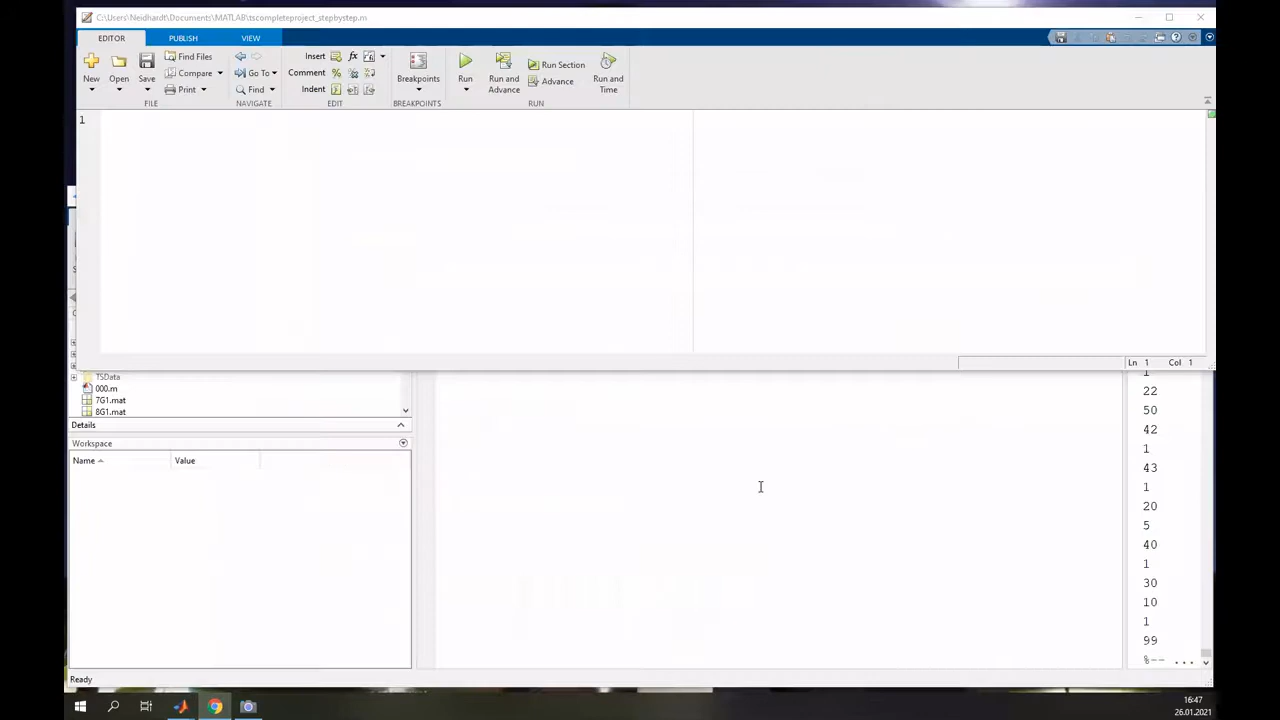 C:\Users\Neidhardt\Documents\MATLAB\tscompleteproject_stepbystep.m
EDITOR PUBLISH VIEW
New Open Save Find Files Compare Print
Go To Find
Insert Comment Indent
Breakpoints
Run Run and Advance Run Section Advance Run and Time
FILE NAVIGATE EDIT BREAKPOINTS RUN
1
Ln 1 Col 1
TSData
000.m
7G1.mat
8G1.mat
Details
Workspace
Name Value
1
22
50
42
1
43
1
20
5
40
1
30
10
1
99
%-- ...
Ready
16:47
26.01.2021